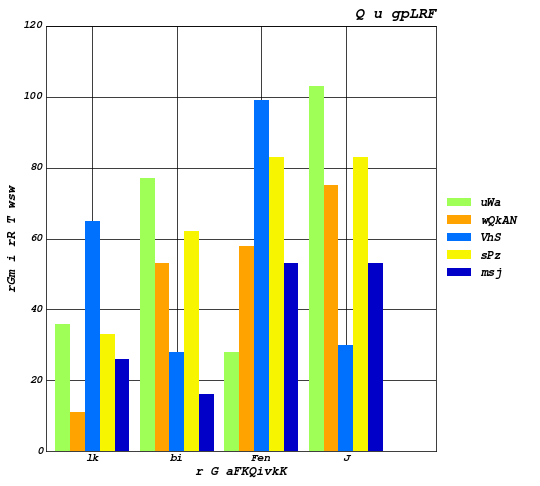 Q u gpLRF
120
100
80
60
40
20
0
rGm i rR T wsw
lk
bi
Fen
J
r G aFKQivkK
uWa
wQkAN
VhS
sPz
msj